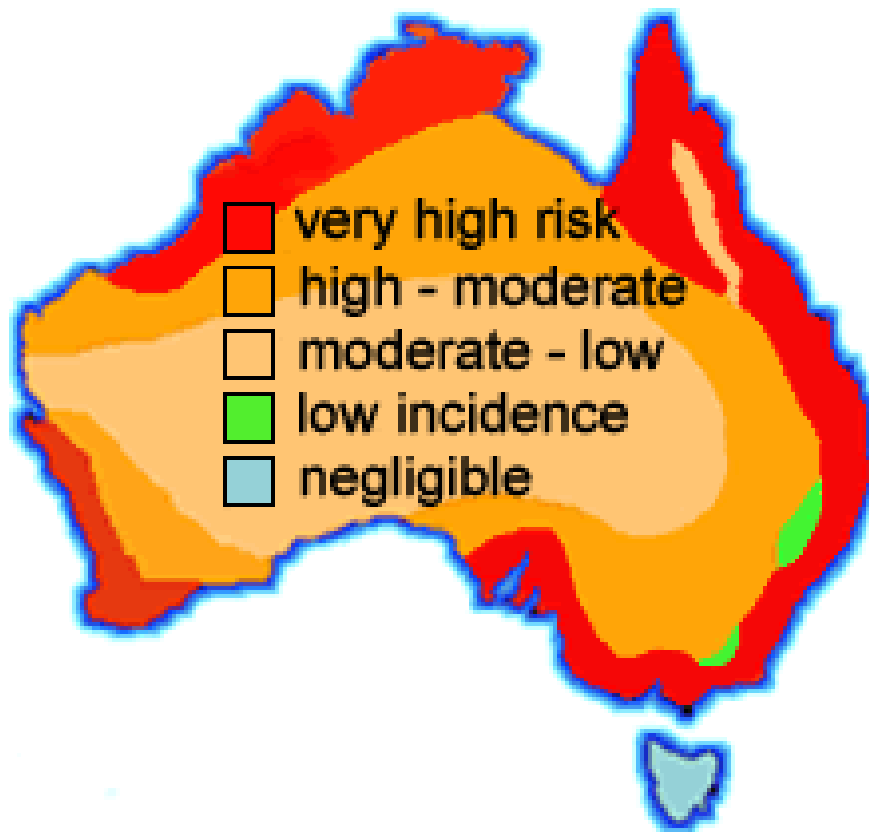 very high risk
high - moderate
moderate - low
low incidence
negligible